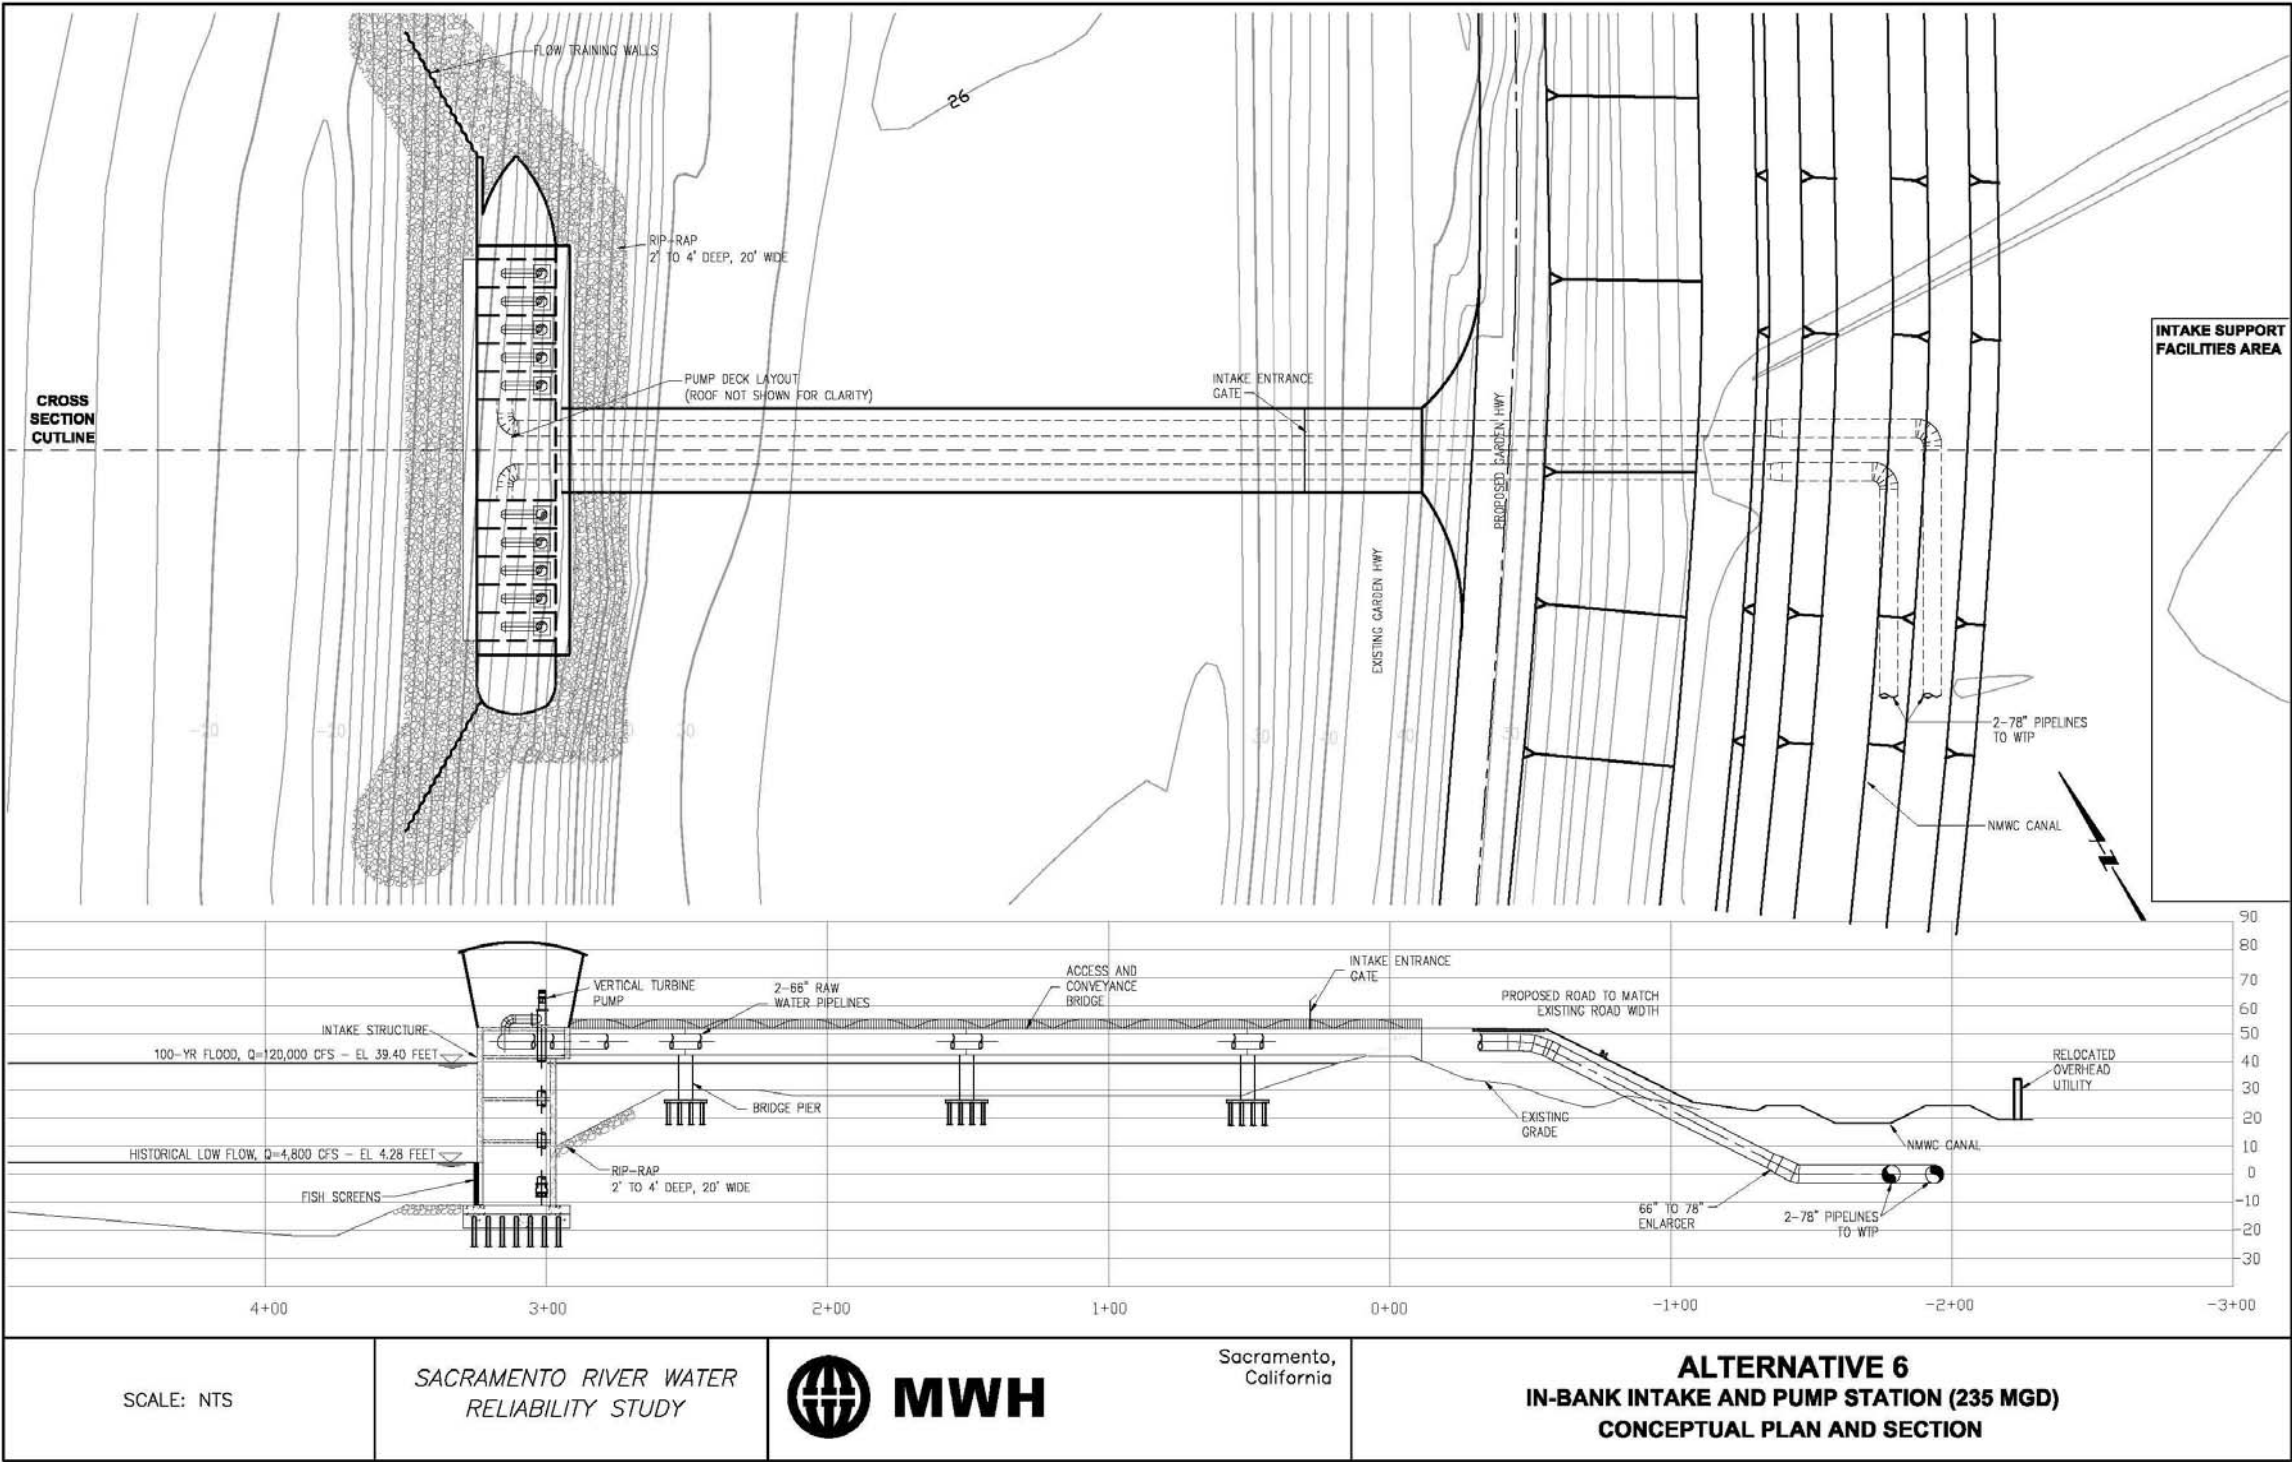 FLOW TRAINING WALLS
26
RIP-RAP
2' TO 4' DEEP, 20' WIDE
INTAKE SUPPORT
FACILITIES AREA
PUMP DECK LAYOUT
(ROOF NOT SHOWN FOR CLARITY)
INTAKE ENTRANCE
GATE
CROSS
SECTION
CUTLINE
PROPOSED GARDEN HWY
EXISTING GARDEN HWY
2-78" PIPELINES
TO WTP
NMWC CANAL
90
80
70
60
50
40
30
20
10
0
-10
-20
-30
VERTICAL TURBINE
PUMP
2-66" RAW
WATER PIPELINES
ACCESS AND
CONVEYANCE
BRIDGE
INTAKE ENTRANCE
GATE
PROPOSED ROAD TO MATCH
EXISTING ROAD WIDTH
INTAKE STRUCTURE
100-YR FLOOD, Q=120,000 CFS - EL 39.40 FEET
RELOCATED
OVERHEAD
UTILITY
BRIDGE PIER
EXISTING
GRADE
NMWC CANAL
HISTORICAL LOW FLOW, Q=4,800 CFS - EL 4.28 FEET
RIP-RAP
2' TO 4' DEEP, 20' WIDE
FISH SCREENS
66" TO 78"
ENLARGER
2-78" PIPELINES
TO WTP
4+00 3+00 2+00 1+00 0+00 -1+00 -2+00 -3+00
SCALE: NTS
SACRAMENTO RIVER WATER
RELIABILITY STUDY
MWH
Sacramento,
California
ALTERNATIVE 6
IN-BANK INTAKE AND PUMP STATION (235 MGD)
CONCEPTUAL PLAN AND SECTION